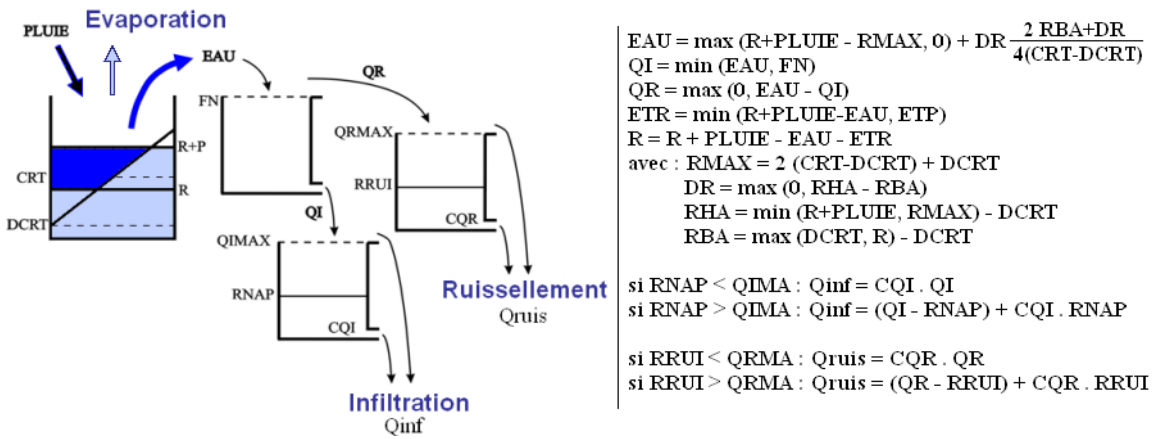 Evaporation
PLUIE
EAU
QR
FN
QRMAX
R+P
CRT
RRUI
R
DCRT
QI
CQR
QIMAX
RNAP
Ruissellement
Qruis
CQI
Infiltration
Qinf
EAU = max (R+PLUIE - RMAX, 0) + DR 2 RBA+DR / 4(CRT-DCRT)
QI = min (EAU, FN)
QR = max (0, EAU - QI)
ETR = min (R+PLUIE-EAU, ETP)
R = R + PLUIE - EAU - ETR
avec : RMAX = 2 (CRT-DCRT) + DCRT
DR = max (0, RHA - RBA)
RHA = min (R+PLUIE, RMAX) - DCRT
RBA = max (DCRT, R) - DCRT
si RNAP < QIMA : Qinf = CQI . QI
si RNAP > QIMA : Qinf = (QI - RNAP) + CQI . RNAP
si RRUI < QRMA : Qruis = CQR . QR
si RRUI > QRMA : Qruis = (QR - RRUI) + CQR . RRUI